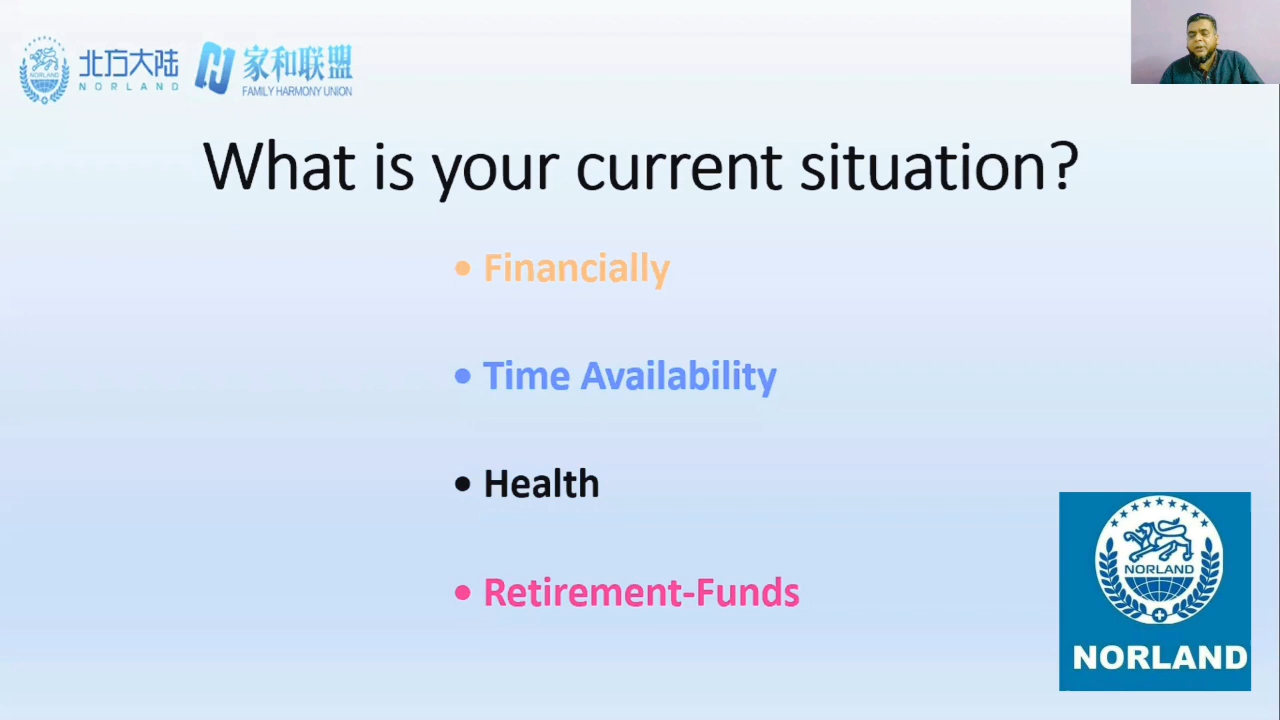 北方大陆
NORLAND
NORLAND
家和联盟
FAMILY HARMONY UNION
What is your current situation?
• Financially
• Time Availability
• Health
• Retirement-Funds
NORLAND
NORLAND